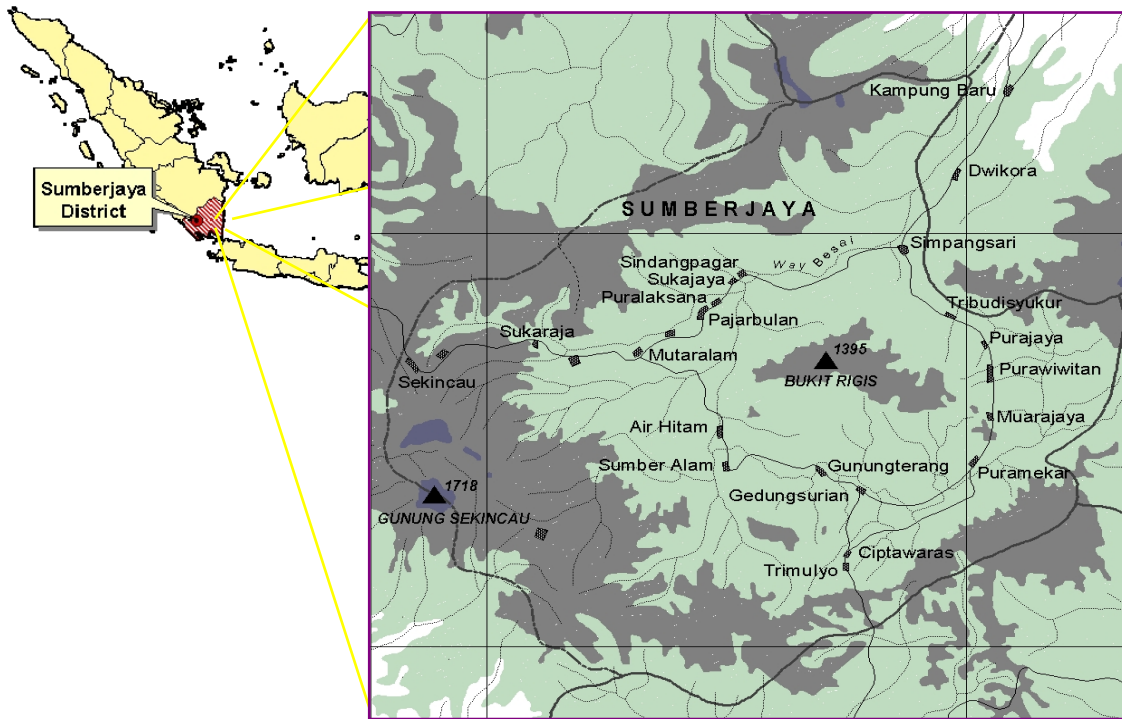 Sumberjaya
District
Kampung Baru
Dwikora
SUMBERJAYA
Way Besai
Simpangsari
Sindangpagar
Sukajaya
Puralaksana
Pajarbulan
Tribudisyukur
Sukaraja
Mutaralam
Purajaya
1395
BUKIT RIGIS
Purawiwitan
Sekincau
Muarajaya
Air Hitam
Sumber Alam
Gunungterang
Puramekar
1718
Gedungsurian
GUNUNG SEKINCAU
Ciptawaras
Trimulyo